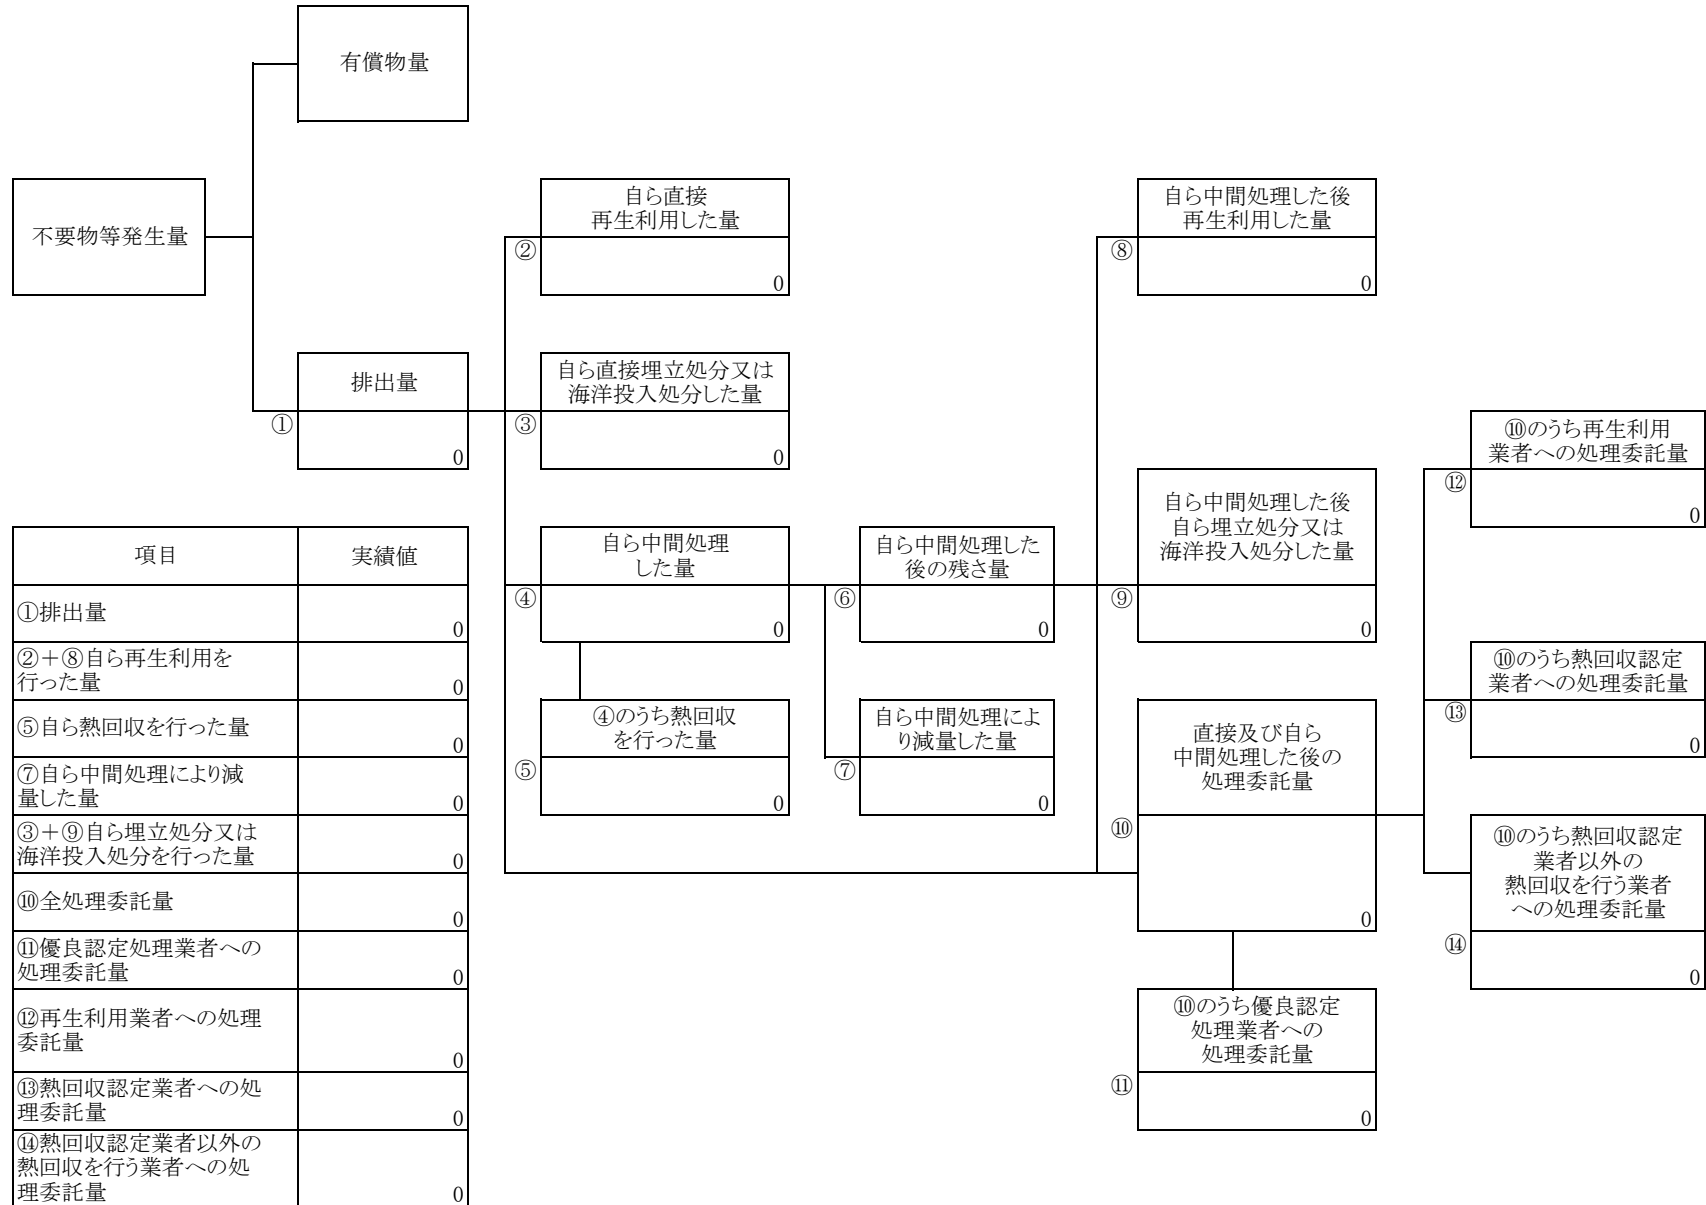 有償物量
不要物等発生量
自ら直接
再生利用した量
②
0
自ら中間処理した後
再生利用した量
⑧
0
排出量
①
0
自ら直接埋立処分又は
海洋投入処分した量
③
0
⑩のうち再生利用
業者への処理委託量
⑫
0
自ら中間処理した後
自ら埋立処分又は
海洋投入処分した量
⑨
0
自ら中間処理
した量
④
0
自ら中間処理した
後の残さ量
⑥
0
⑩のうち熱回収認定
業者への処理委託量
⑬
0
④のうち熱回収
を行った量
⑤
0
自ら中間処理によ
り減量した量
⑦
0
直接及び自ら
中間処理した後の
処理委託量
⑩
0
⑩のうち熱回収認定
業者以外の
熱回収を行う業者
への処理委託量
⑭
0
⑩のうち優良認定
処理業者への
処理委託量
⑪
0
項目 実績値
①排出量
0
②＋⑧自ら再生利用を
行った量
0
⑤自ら熱回収を行った量
0
⑦自ら中間処理により減
量した量
0
③＋⑨自ら埋立処分又は
海洋投入処分を行った量
0
⑩全処理委託量
0
⑪優良認定処理業者への
処理委託量
0
⑫再生利用業者への処理
委託量
0
⑬熱回収認定業者への処
理委託量
0
⑭熱回収認定業者以外の
熱回収を行う業者への処
理委託量
0